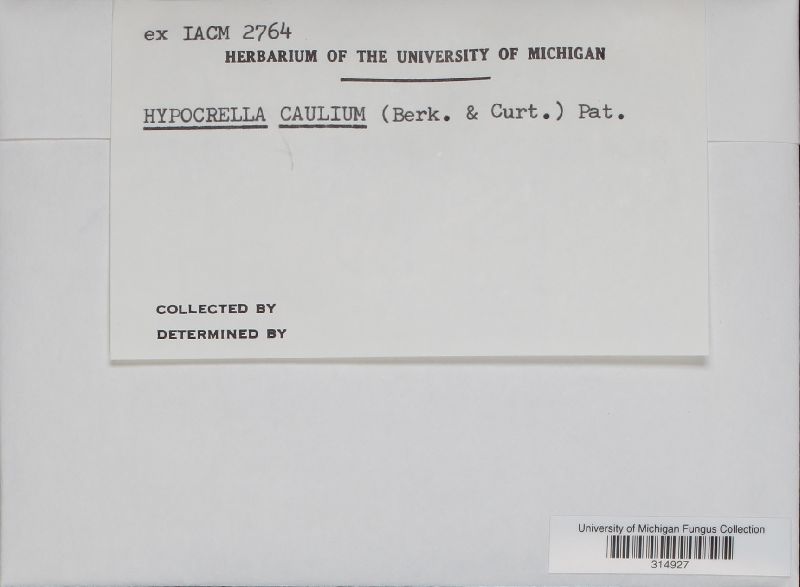 ex IACM 2764
HERBARIUM OF THE UNIVERSITY OF MICHIGAN
HYPOCRELLA CAULIUM (Berk. & Curt.) Pat.
COLLECTED BY
DETERMINED BY
University of Michigan Fungus Collection
314927